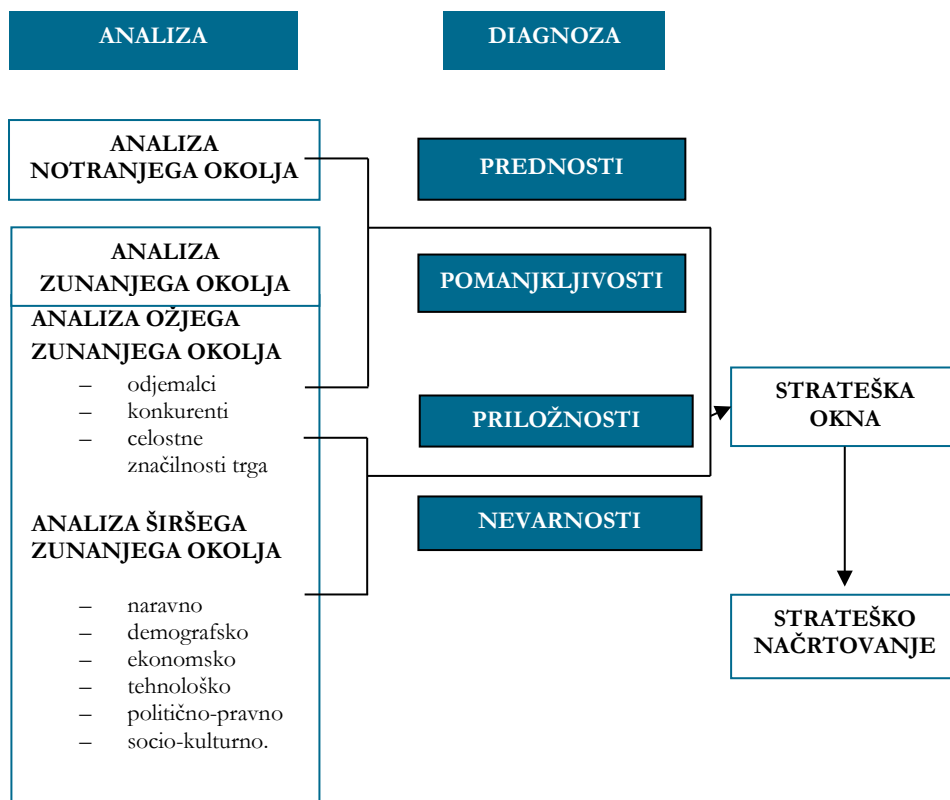 ANALIZA
DIAGNOZA
ANALIZA
NOTRANJEGA OKOLJA
ANALIZA
ZUNANJEGA OKOLJA
ANALIZA OŽJEGA
ZUNANJEGA OKOLJA
– odjemalci
– konkurenti
– celostne
značilnosti trga
ANALIZA ŠIRŠEGA
ZUNANJEGA OKOLJA
– naravno
– demografsko
– ekonomsko
– tehnološko
– politično-pravno
– socio-kulturno.
PREDNOSTI
POMANJKLJIVOSTI
PRILOŽNOSTI
NEVARNOSTI
STRATEŠKA
OKNA
STRATEŠKO
NAČRTOVANJE